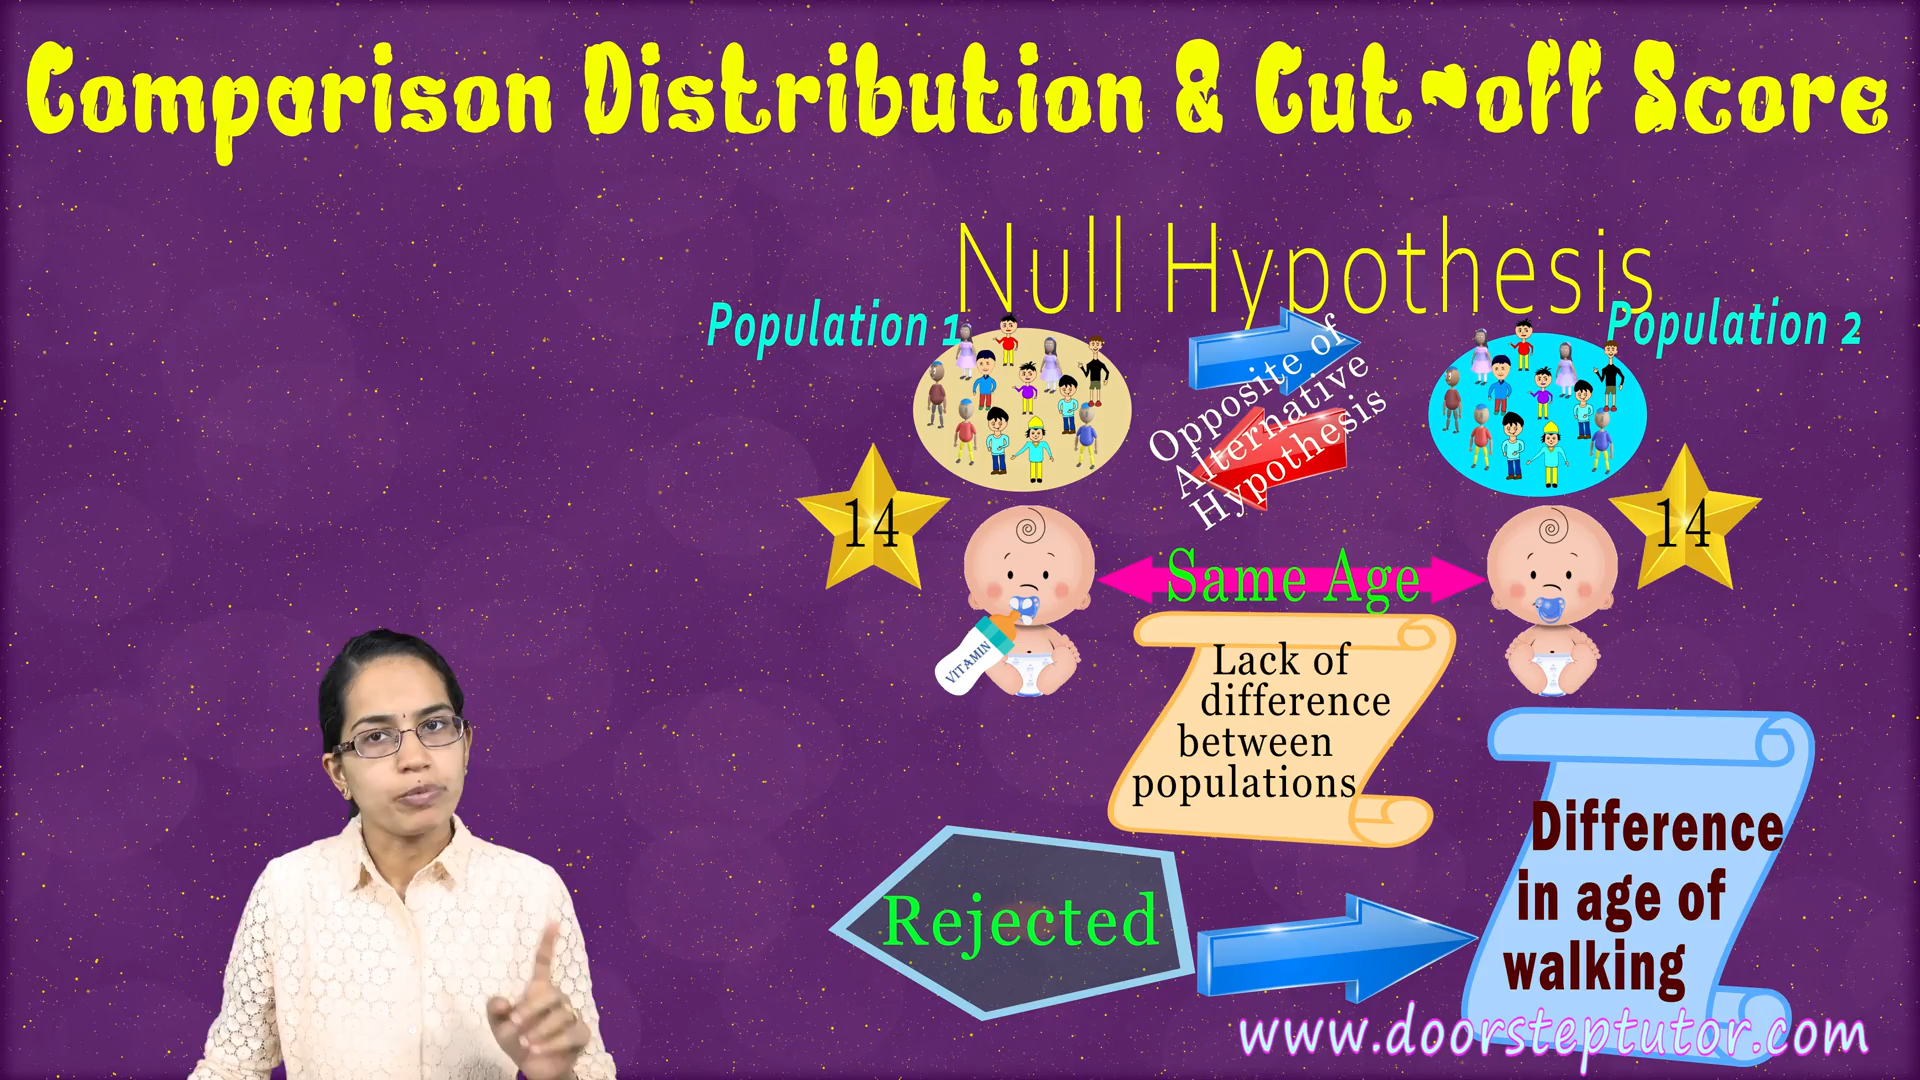 Comparison Distribution & Cut~off Score
Null Hypothesis
Population 1
Population 2
Opposite of
Alternative
Hypothesis
14
14
Same Age
VITAMIN
Lack of
difference
between
populations
Rejected
Difference
in age of
walking
www.doorsteptutor.com